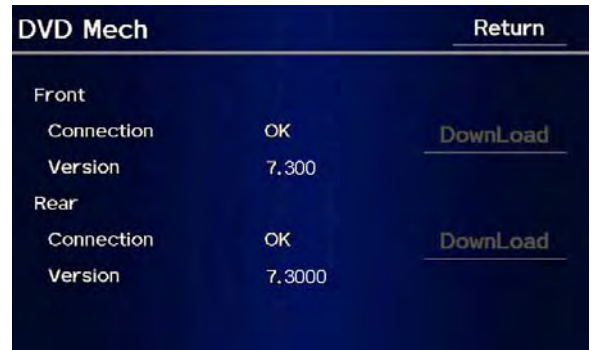 DVD Mech Return
Front
Connection OK DownLoad
Version 7.300
Rear
Connection OK DownLoad
Version 7.3000